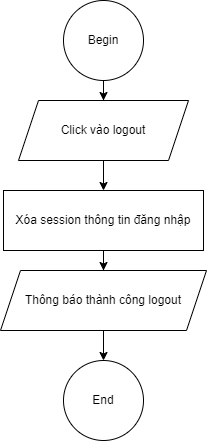 Begin
Click vào logout
Xóa session thông tin đăng nhập
Thông báo thành công logout
End